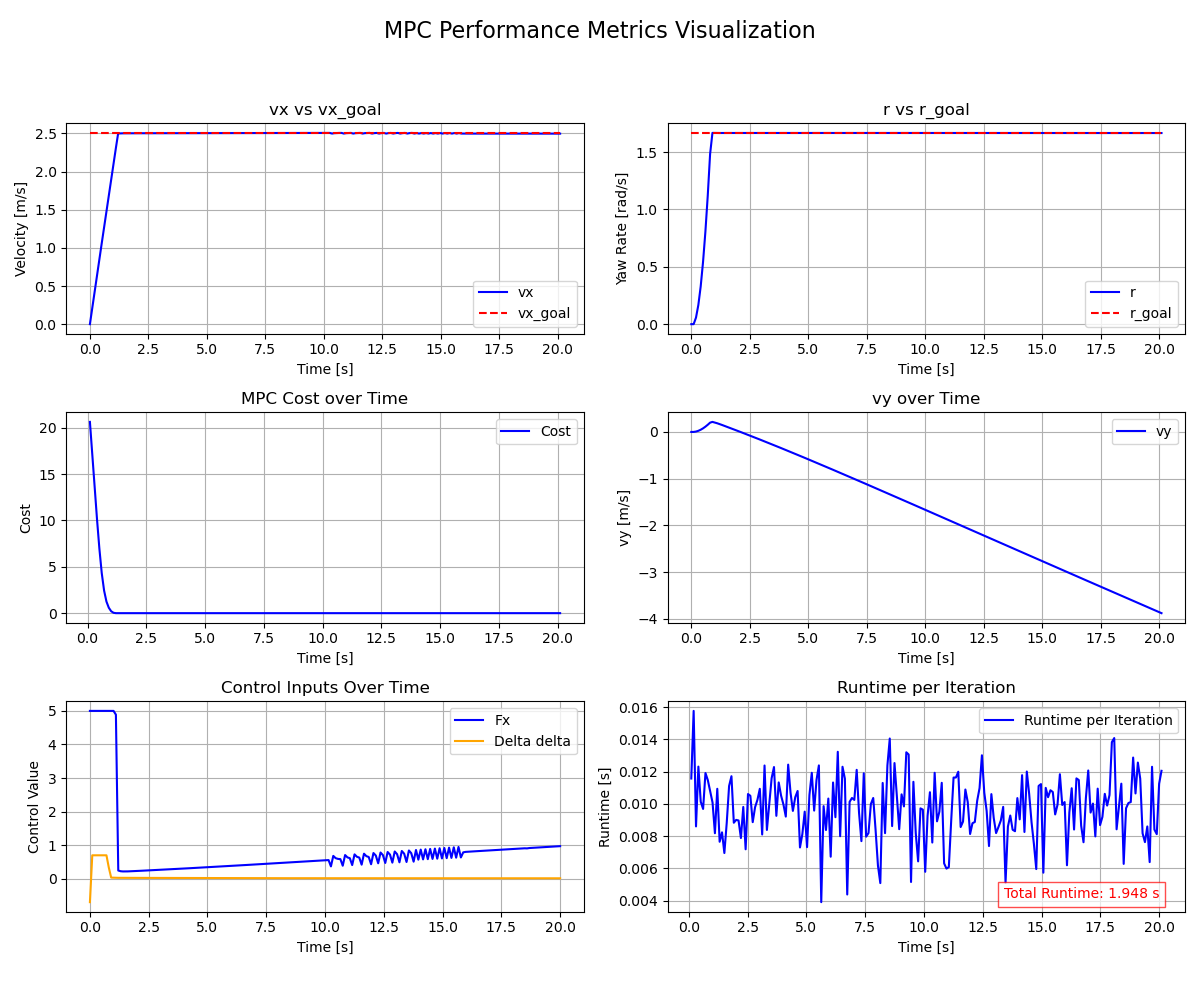 MPC Performance Metrics Visualization
vx vs vx_goal
Velocity [m/s]
2.5
2.0
1.5
1.0
0.5
0.0
vx
vx_goal
0.0 2.5 5.0 7.5 10.0 12.5 15.0 17.5 20.0
Time [s]
r vs r_goal
Yaw Rate [rad/s]
1.5
1.0
0.5
0.0
r
r_goal
0.0 2.5 5.0 7.5 10.0 12.5 15.0 17.5 20.0
Time [s]
MPC Cost over Time
Cost
20
15
10
5
0
Cost
0.0 2.5 5.0 7.5 10.0 12.5 15.0 17.5 20.0
Time [s]
vy over Time
vy [m/s]
0
−1
−2
−3
−4
vy
0.0 2.5 5.0 7.5 10.0 12.5 15.0 17.5 20.0
Time [s]
Control Inputs Over Time
Control Value
5
4
3
2
1
0
Fx
Delta delta
0.0 2.5 5.0 7.5 10.0 12.5 15.0 17.5 20.0
Time [s]
Runtime per Iteration
Runtime [s]
0.016
0.014
0.012
0.010
0.008
0.006
0.004
Runtime per Iteration
Total Runtime: 1.948 s
0.0 2.5 5.0 7.5 10.0 12.5 15.0 17.5 20.0
Time [s]